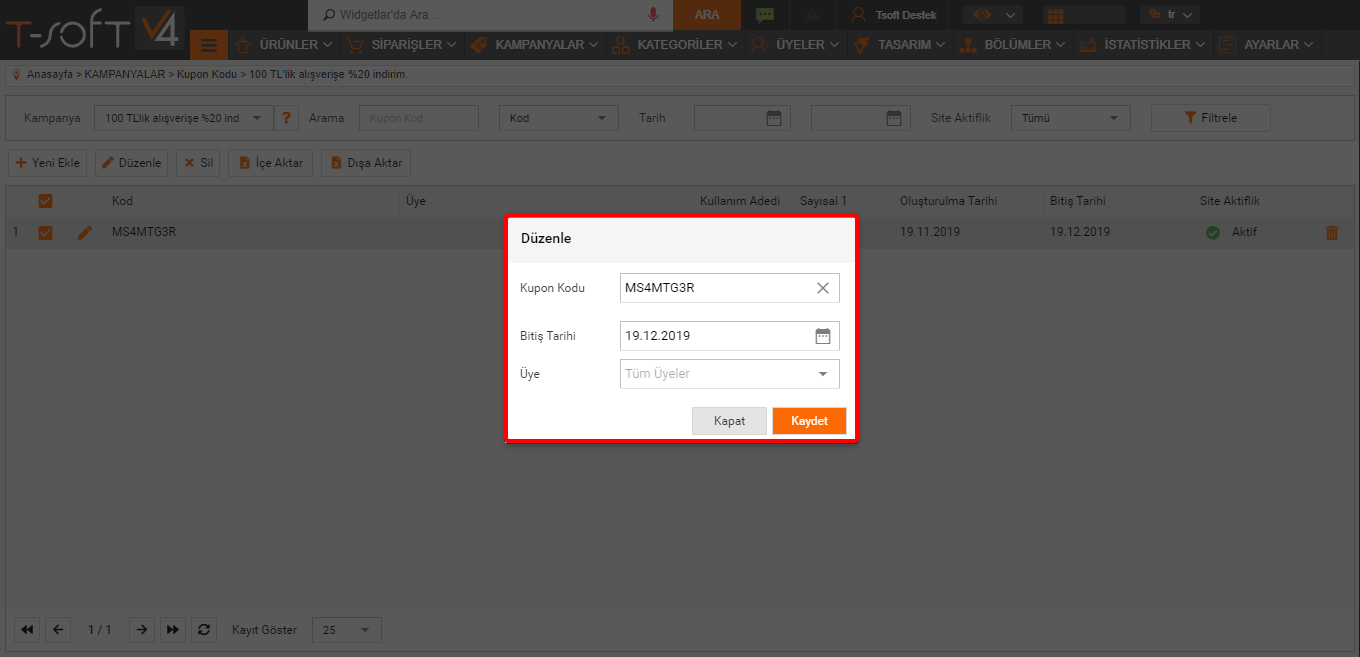 T-SOFT V4
Widgetlar'da Ara...
ARA
Tsoft Destek
tr
ÜRÜNLER
SİPARİŞLER
KAMPANYALAR
KATEGORİLER
ÜYELER
TASARIM
BÖLÜMLER
İSTATİSTİKLER
AYARLAR
Anasayfa > KAMPANYALAR > Kupon Kodu > 100 TL'lik alışverişe %20 indirim.
Kampanya
100 TL'lik alışverişe %20 ind
?
Arama
Kupon Kod
Kod
Tarih
Site Aktiflik
Tümü
Filtrele
Yeni Ekle
Düzenle
Sil
İçe Aktar
Dışa Aktar
Kod
Üye
Kullanım Adedi
Sayısal 1
Oluşturulma Tarihi
Bitiş Tarihi
Site Aktiflik
1
MS4MTG3R
19.11.2019
19.12.2019
Aktif
Düzenle
Kupon Kodu
MS4MTG3R
Bitiş Tarihi
19.12.2019
Üye
Tüm Üyeler
Kapat
Kaydet
1 / 1
Kayıt Göster
25